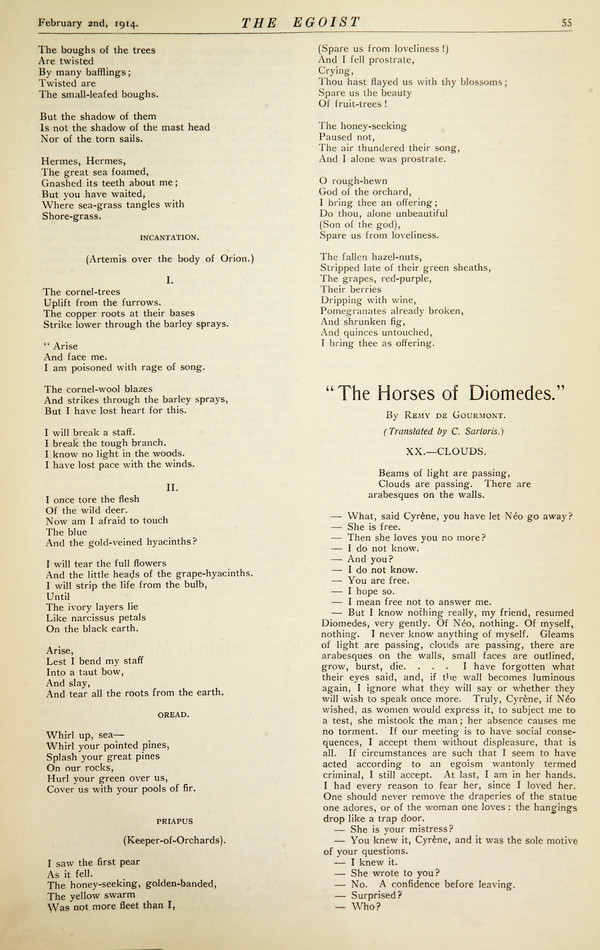 February 2nd, 1914. THE EGOIST 55
The boughs of the trees
Are twisted
By many bafflings;
Twisted are
The small-leafed boughs.
But the shadow of them
Is not the shadow of the mast head
Nor of the torn sails.
Hermes, Hermes,
The great sea foamed,
Gnashed its teeth about me;
But you have waited,
Where sea-grass tangles with
Shore-grass.
INCANTATION.
(Artemis over the body of Orion.)
I.
The cornel-trees
Uplift from the furrows.
The copper roots at their bases
Strike lower through the barley sprays.
" Arise
And face me.
I am poisoned with rage of song.
The cornel-wool blazes
And strikes through the barley sprays,
But I have lost heart for this.
I will break a staff.
I break the tough branch.
I know no light in the woods.
I have lost pace with the winds.
II.
I once tore the flesh
Of the wild deer.
Now am I afraid to touch
The blue
And the gold-veined hyacinths?
I will tear the full flowers
And the little heads of the grape-hyacinths.
I will strip the life from the bulb,
Until
The ivory layers lie
Like narcissus petals
On the black earth.
Arise,
Lest I bend my staff
Into a taut bow,
And slay,
And tear all the roots from the earth.
OREAD.
Whirl up, sea—
Whirl your pointed pines,
Splash your great pines
On our rocks,
Hurl your green over us,
Cover us with your pools of fir.
PRIAPUS
(Keeper-of-Orchards).
I saw the first pear
As it fell.
The honey-seeking, golden-banded,
The yellow swarm
Was not more fleet than I,
(Spare us from loveliness!)
And I fell prostrate,
Crying,
Thou hast flayed us with thy blossoms;
Spare us the beauty
Of fruit-trees!
The honey-seeking
Paused not,
The air thundered their song,
And I alone was prostrate.
O rough-hewn
God of the orchard,
I bring thee an offering;
Do thou, alone unbeautiful
(Son of the god),
Spare us from loveliness.
The fallen hazel-nuts,
Stripped late of their green sheaths,
The grapes, red-purple,
Their berries
Dripping with wine,
Pomegranates already broken,
And shrunken fig,
And quinces untouched,
I bring thee as offering.
"The Horses of Diomedes."
By REMY DE GOURMONT.
(Translated by C. Sartoris.)
XX.—CLOUDS.
Beams of light are passing,
Clouds are passing. There are
arabesques on the walls.
— What, said Cyrène, you have let Néo go away?
— She is free.
— Then she loves you no more?
— I do not know.
— And you?
— I do not know.
— You are free.
— I hope so.
— I mean free not to answer me.
— But I know nothing really, my friend, resumed
Diomedes, very gently. Of Néo, nothing. Of myself,
nothing. I never know anything of myself. Gleams
of light are passing, clouds are passing, there are
arabesques on the walls, small faces are outlined,
grow, burst, die. . . . I have forgotten what
their eyes said, and, if the wall becomes luminous
again, I ignore what they will say or whether they
will wish to speak once more. Truly, Cyrène, if Néo
wished, as women would express it, to subject me to
a test, she mistook the man; her absence causes me
no torment. If our meeting is to have social conse-
quences, I accept them without displeasure, that is
all. If circumstances are such that I seem to have
acted according to an egoism wantonly termed
criminal, I still accept. At last, I am in her hands.
I had every reason to fear her, since I loved her.
One should never remove the draperies of the statue
one adores, or of the woman one loves: the hangings
drop like a trap door.
— She is your mistress?
— You knew it, Cyrène, and it was the sole motive
of your questions.
— I knew it.
— She wrote to you?
— No. A confidence before leaving.
— Surprised?
— Who?